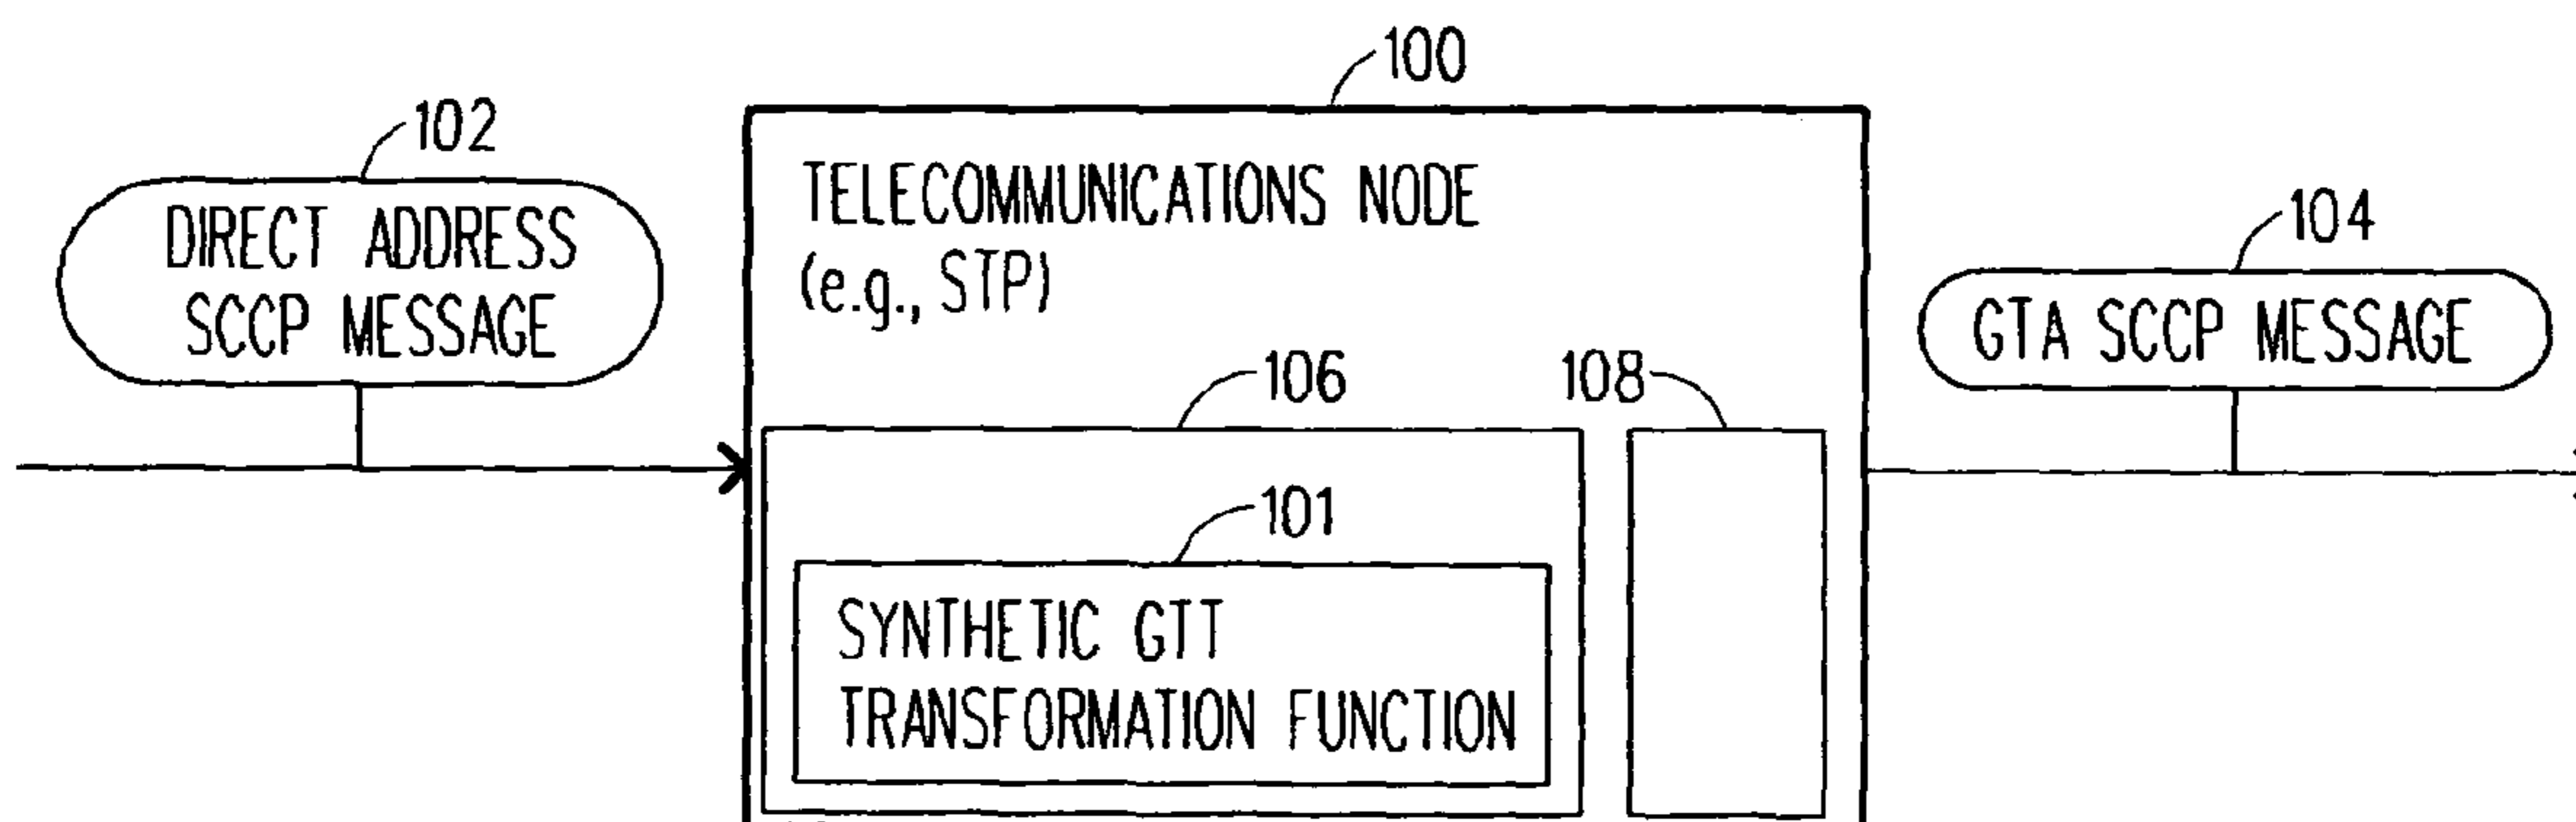 100
102
TELECOMMUNICATIONS NODE
(e.g., STP)
DIRECT ADDRESS
SCCP MESSAGE
104
GTA SCCP MESSAGE
106
108
101
SYNTHETIC GTT
TRANSFORMATION FUNCTION